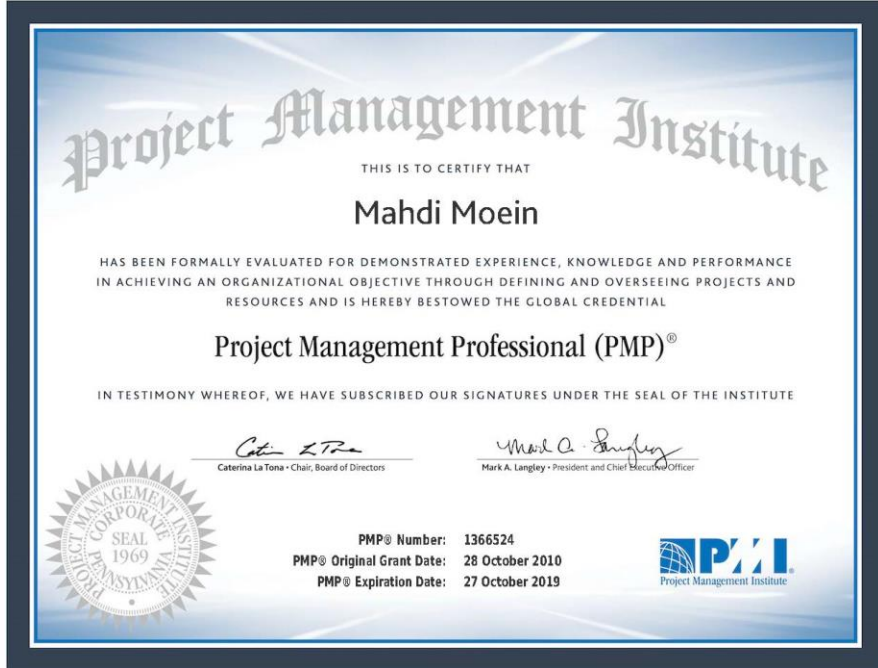 Project Management Institute
THIS IS TO CERTIFY THAT
Mahdi Moein
HAS BEEN FORMALLY EVALUATED FOR DEMONSTRATED EXPERIENCE, KNOWLEDGE AND PERFORMANCE
IN ACHIEVING AN ORGANIZATIONAL OBJECTIVE THROUGH DEFINING AND OVERSEEING PROJECTS AND
RESOURCES AND IS HEREBY BESTOWED THE GLOBAL CREDENTIAL
Project Management Professional (PMP)®
IN TESTIMONY WHEREOF, WE HAVE SUBSCRIBED OUR SIGNATURES UNDER THE SEAL OF THE INSTITUTE
Caterina La Tona • Chair, Board of Directors
Mark A. Langley • President and Chief Executive Officer
PROJECT MANAGEMENT INSTITUTE
CORPORATE
SEAL
1969
PENNSYLVANIA
PMP® Number: 1366524
PMP® Original Grant Date: 28 October 2010
PMP® Expiration Date: 27 October 2019
PMI®
Project Management Institute